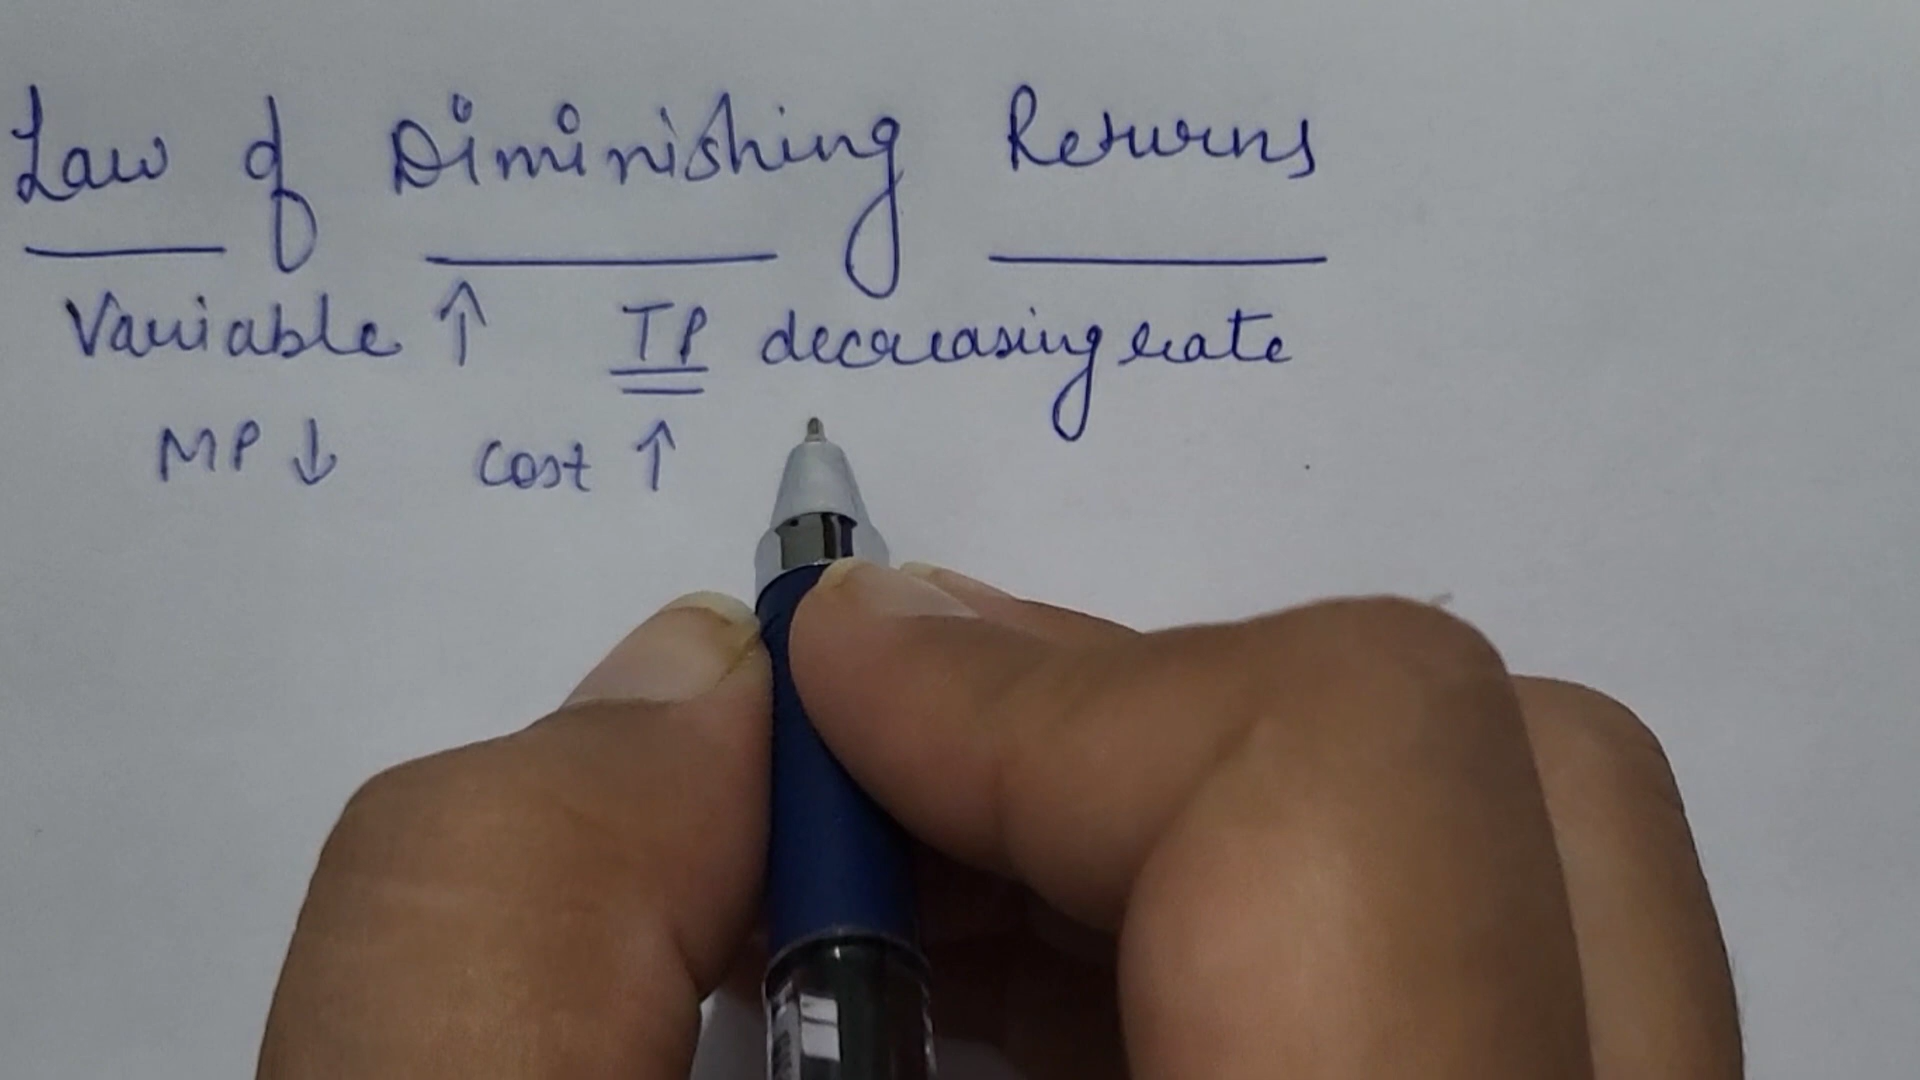 Law of Diminishing Returns
Variable ↑ TP decreasing rate
MP ↓ Cost ↑